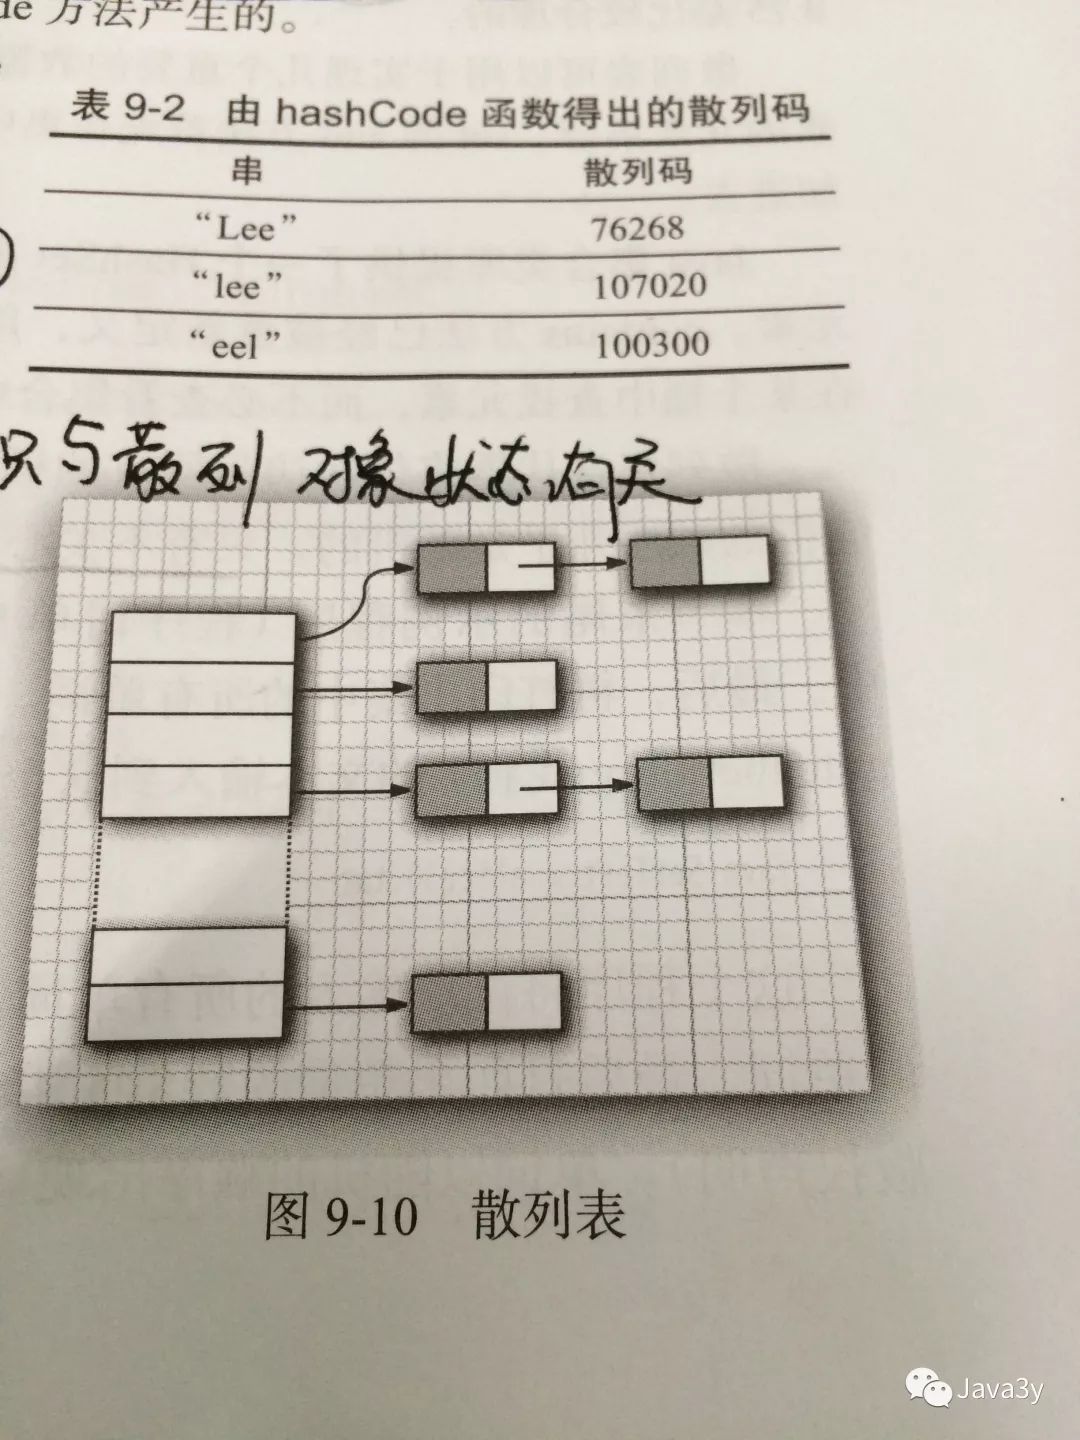 de 方法产生的。
表 9-2 由 hashCode 函数得出的散列码
串 散列码
“Lee” 76268
“lee” 107020
“eel” 100300
只与散列 对象状态有关
图 9-10 散列表
Java3y